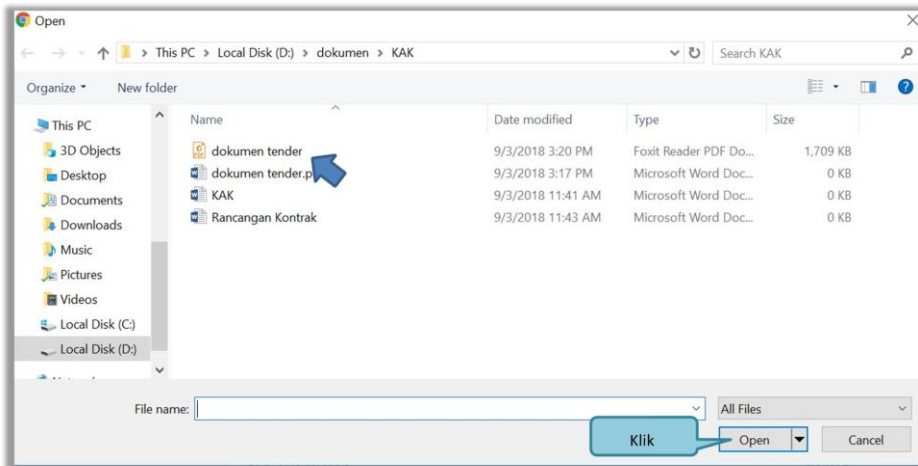 Open
This PC > Local Disk (D:) > dokumen > KAK
Search KAK
Organize
New folder
Name Date modified Type Size
This PC
3D Objects
Desktop
Documents
Downloads
Music
Pictures
Videos
Local Disk (C:)
Local Disk (D:)
dokumen tender 9/3/2018 3:20 PM Foxit Reader PDF Do... 1,709 KB
dokumen tender.p 9/3/2018 3:17 PM Microsoft Word Doc... 0 KB
KAK 9/3/2018 11:41 AM Microsoft Word Doc... 0 KB
Rancangan Kontrak 9/3/2018 11:43 AM Microsoft Word Doc... 0 KB
File name:
All Files
Klik
Open
Cancel